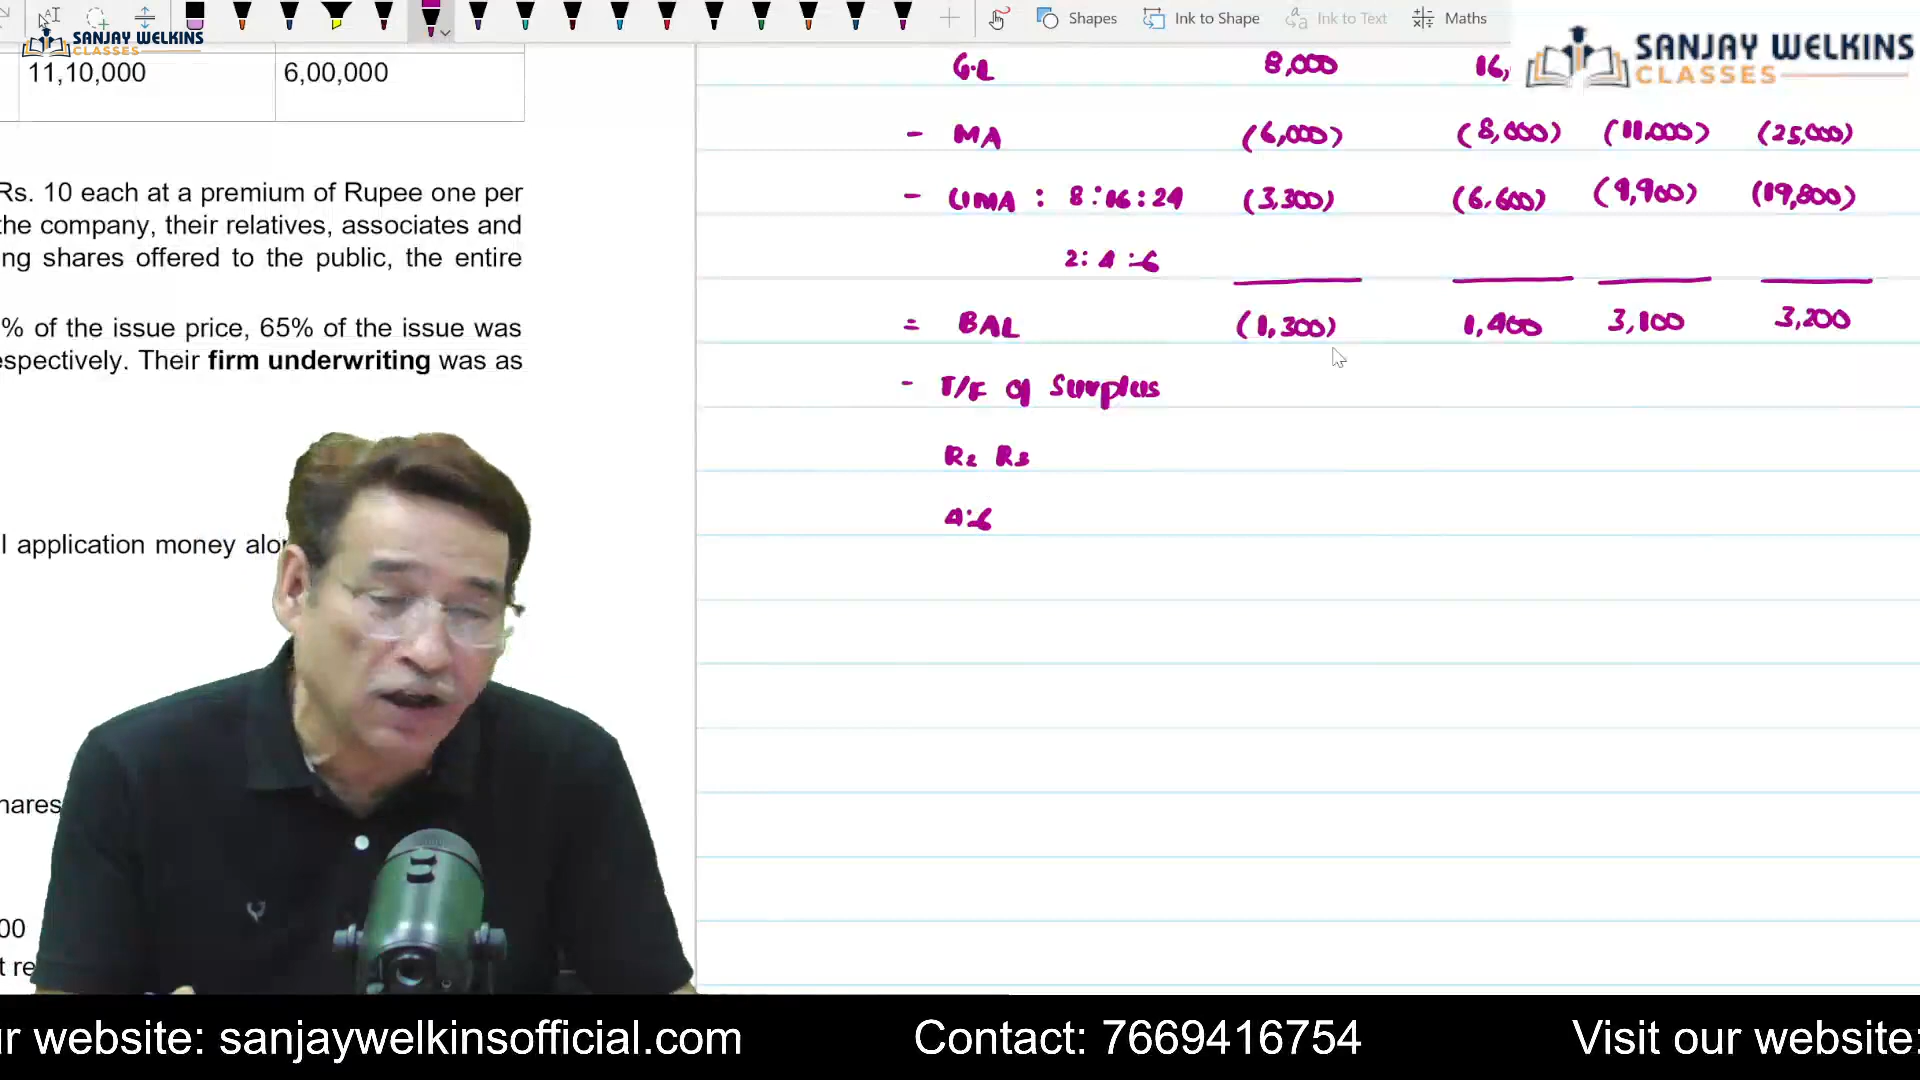 Shapes Ink to Shape Ink to Text Maths
SANJAY WELKINS
CLASSES
SANJAY WELKINS
CLASSES
11,10,000 6,00,000
Rs. 10 each at a premium of Rupee one per
the company, their relatives, associates and
ng shares offered to the public, the entire
% of the issue price, 65% of the issue was
espectively. Their firm underwriting was as
l application money alo
hares
00
t re
G.L 8,000 16,
- MA (6,000) (8,000) (11,000) (25,000)
- UMA : 8:16:24 (3,300) (6,600) (9,900) (19,800)
2:4:6
= BAL (1,300) 1,400 3,100 3,200
- T/F of Surplus
R2 R3
4:6
ur website: sanjaywelkinsofficial.com Contact: 7669416754 Visit our website: